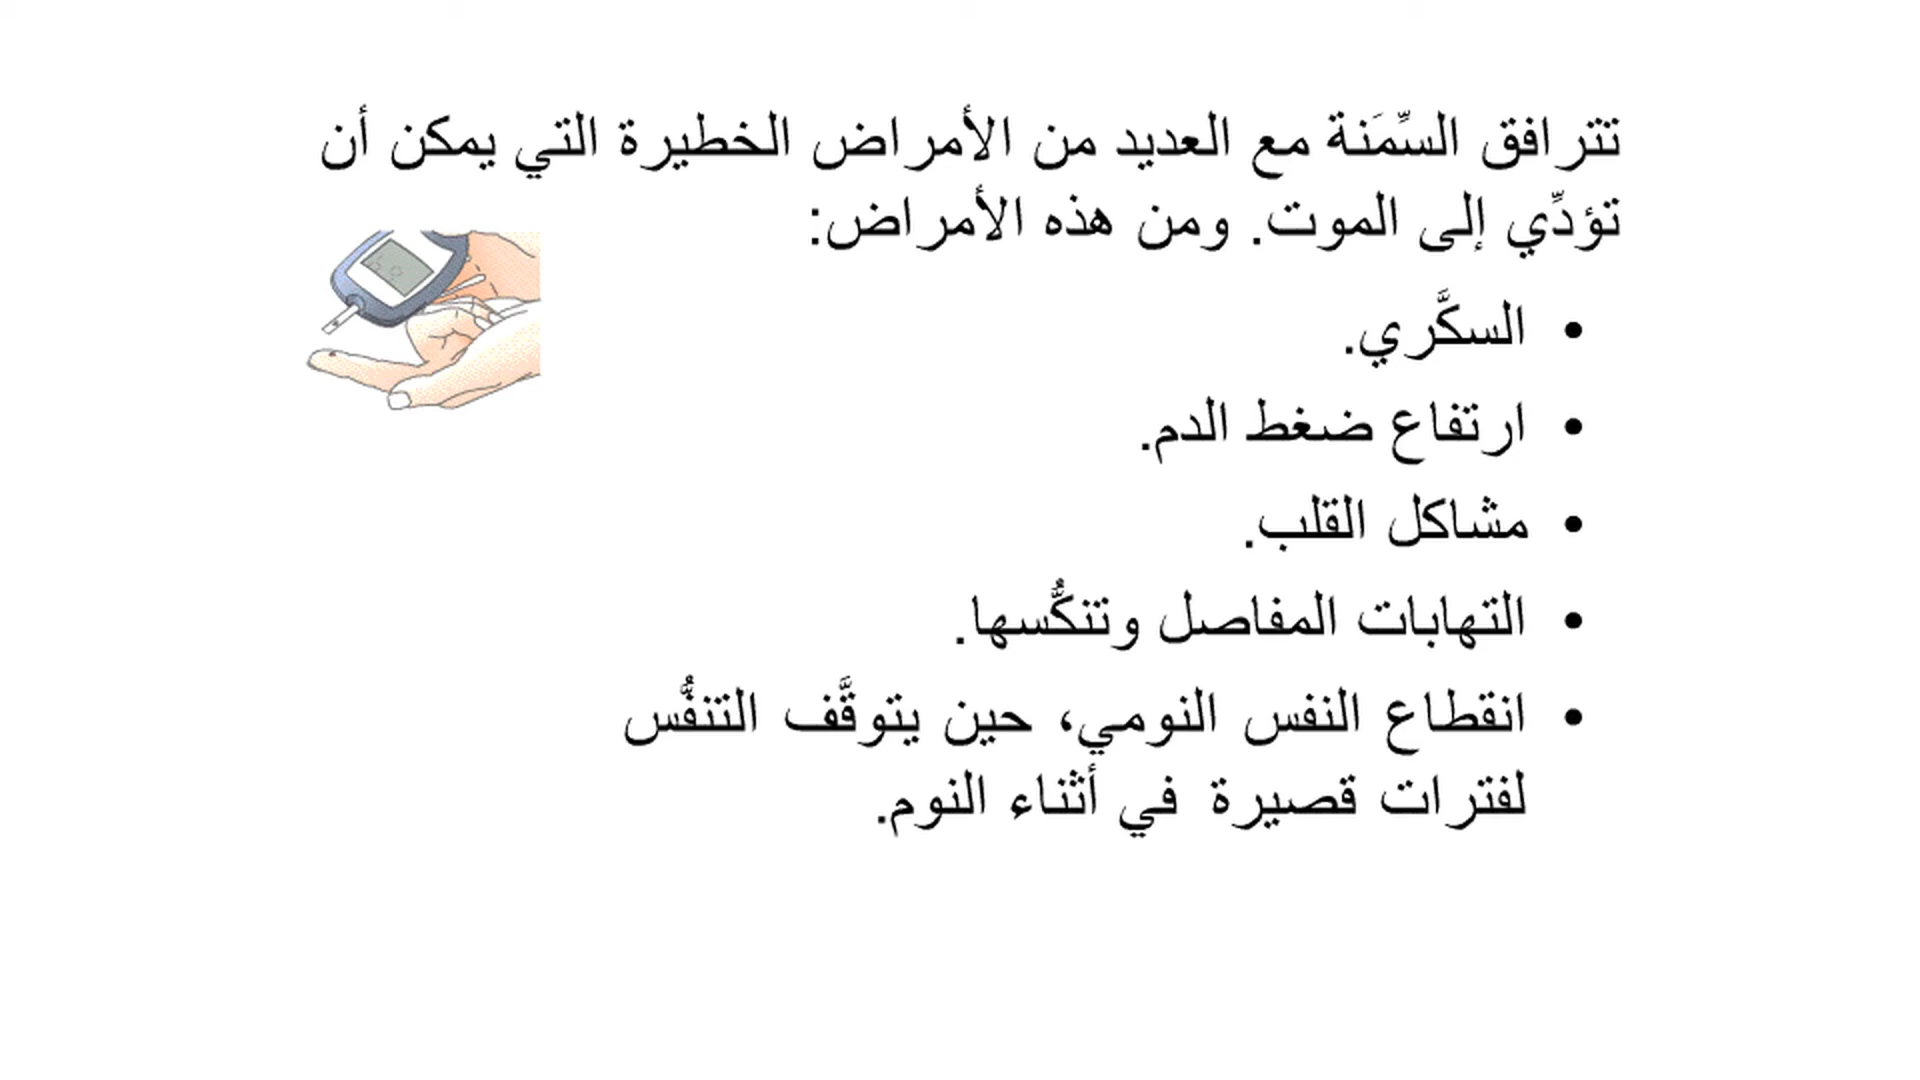 تترافق السِّمَنة مع العديد من الأمراض الخطيرة التي يمكن أن
تؤدِّي إلى الموت. ومن هذه الأمراض:
• السكَّري.
• ارتفاع ضغط الدم.
• مشاكل القلب.
• التهابات المفاصل وتنكُّسها.
• انقطاع النفس النومي، حين يتوقَّف التنفُّس
لفترات قصيرة في أثناء النوم.